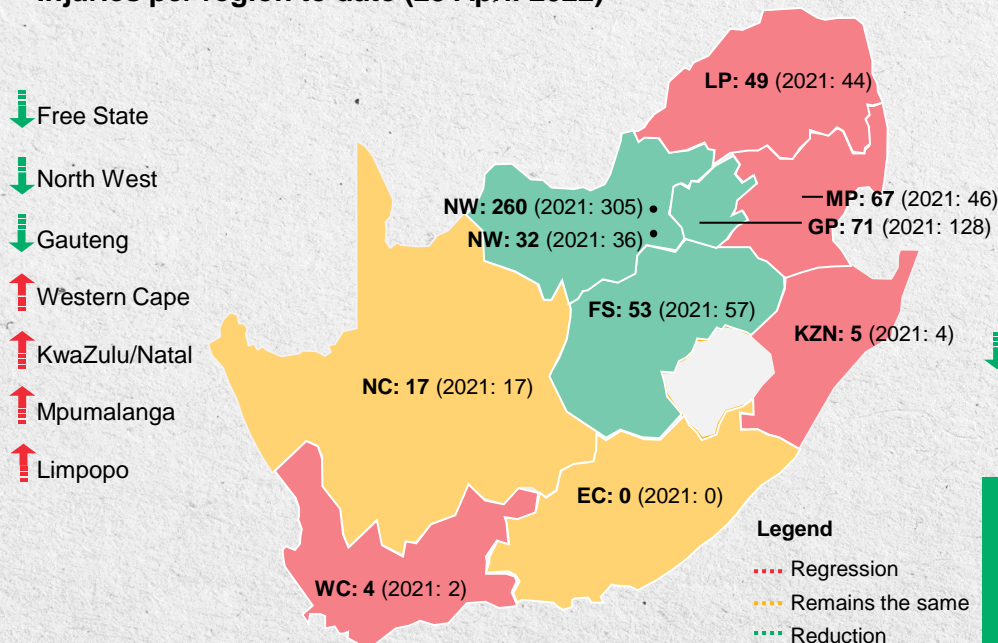 LP: 49 (2021: 44)
Free State
North West
Gauteng
Western Cape
KwaZulu/Natal
Mpumalanga
Limpopo
NW: 260 (2021: 305)
NW: 32 (2021: 36)
MP: 67 (2021: 46)
GP: 71 (2021: 128)
FS: 53 (2021: 57)
KZN: 5 (2021: 4)
NC: 17 (2021: 17)
EC: 0 (2021: 0)
WC: 4 (2021: 2)
Legend
Regression
Remains the same
Reduction